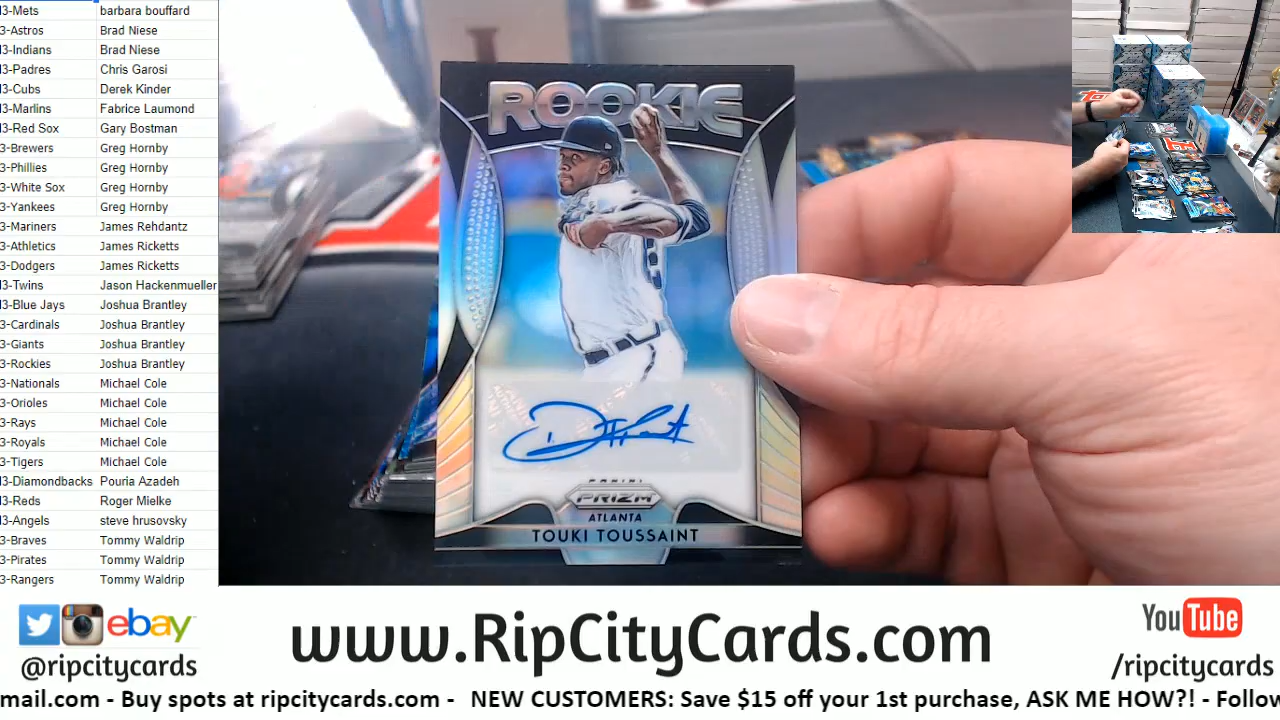 3-Mets barbara bouffard
3-Astros Brad Niese
3-Indians Brad Niese
3-Padres Chris Garosi
3-Cubs Derek Kinder
3-Marlins Fabrice Laumond
3-Red Sox Gary Bostman
3-Brewers Greg Hornby
3-Phillies Greg Hornby
3-White Sox Greg Hornby
3-Yankees Greg Hornby
3-Mariners James Rehdantz
3-Athletics James Ricketts
3-Dodgers James Ricketts
3-Twins Jason Hackenmueller
3-Blue Jays Joshua Brantley
3-Cardinals Joshua Brantley
3-Giants Joshua Brantley
3-Rockies Joshua Brantley
3-Nationals Michael Cole
3-Orioles Michael Cole
3-Rays Michael Cole
3-Royals Michael Cole
3-Tigers Michael Cole
3-Diamondbacks Pouria Azadeh
3-Reds Roger Mielke
3-Angels steve hrusovsky
3-Braves Tommy Waldrip
3-Pirates Tommy Waldrip
3-Rangers Tommy Waldrip
ROOKIE
PANINI
PRIZM
ATLANTA
TOUKI TOUSSAINT
ebay
@ripcitycards
www.RipCityCards.com
YouTube
/ripcitycards
mail.com - Buy spots at ripcitycards.com - NEW CUSTOMERS: Save $15 off your 1st purchase, ASK ME HOW?! - Follow